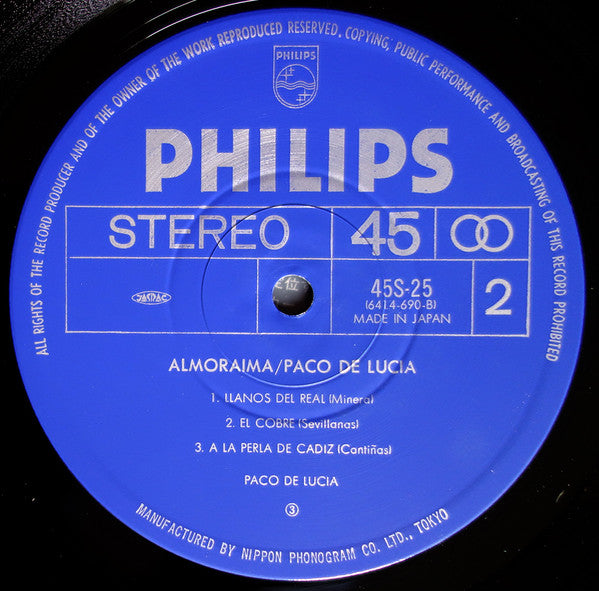 ALL RIGHTS OF THE RECORD PRODUCER AND OF THE OWNER OF THE WORK REPRODUCED RESERVED, COPYING, PUBLIC PERFORMANCE AND BROADCASTING OF THIS RECORD PROHIBITED
PHILIPS
PHILIPS
STEREO 45
JASRAC
45S-25
(6414-690-B)
MADE IN JAPAN
2
ALMORAIMA/PACO DE LUCIA
1. LLANOS DEL REAL (Minera)
2. EL COBRE (Sevillanas)
3. A LA PERLA DE CADIZ (Cantiñas)
PACO DE LUCIA
③
MANUFACTURED BY NIPPON PHONOGRAM CO. LTD., TOKYO